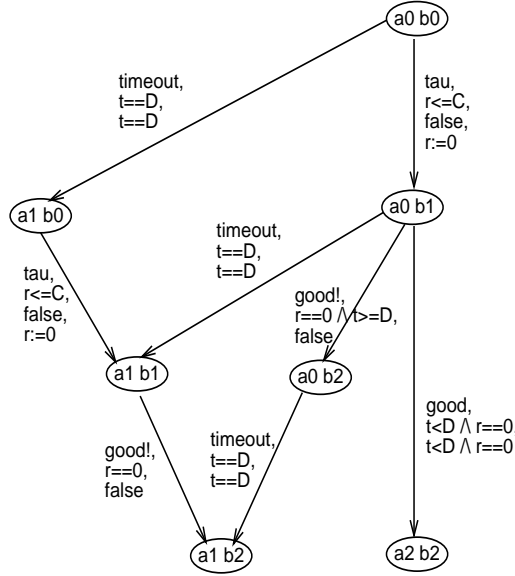 a0 b0
timeout,
t==D,
t==D
tau,
r<=C,
false,
r:=0
a1 b0
a0 b1
timeout,
t==D,
t==D
tau,
r<=C,
false,
r:=0
good!,
r==0 /\ t>=D,
false
a1 b1
a0 b2
good,
t<D /\ r==0
t<D /\ r==0
good!,
r==0,
false
timeout,
t==D,
t==D
a1 b2
a2 b2